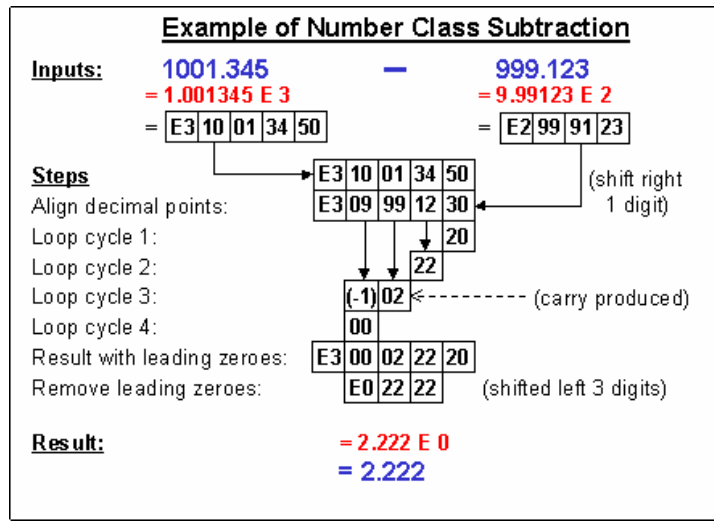 Example of Number Class Subtraction
Inputs: 1001.345 – 999.123
= 1.001345 E 3 = 9.99123 E 2
= E3 10 01 34 50 = E2 99 91 23
Steps E3 10 01 34 50 (shift right
Align decimal points: E3 09 99 12 30 1 digit)
Loop cycle 1: 20
Loop cycle 2: 22
Loop cycle 3: (-1) 02 (carry produced)
Loop cycle 4: 00
Result with leading zeroes: E3 00 02 22 20
Remove leading zeroes: E0 22 22 (shifted left 3 digits)
Result: = 2.222 E 0
= 2.222